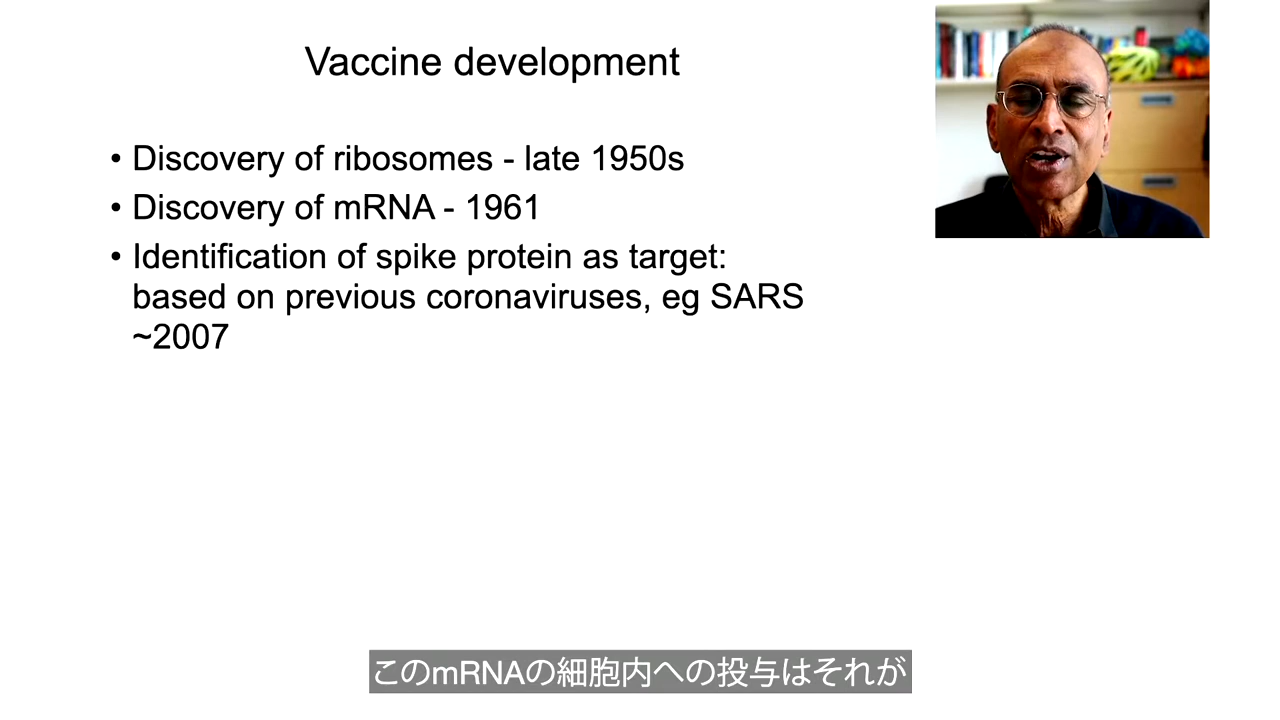 Vaccine development
• Discovery of ribosomes - late 1950s
• Discovery of mRNA - 1961
• Identification of spike protein as target:
based on previous coronaviruses, eg SARS
~2007
このmRNAの細胞内への投与はそれが